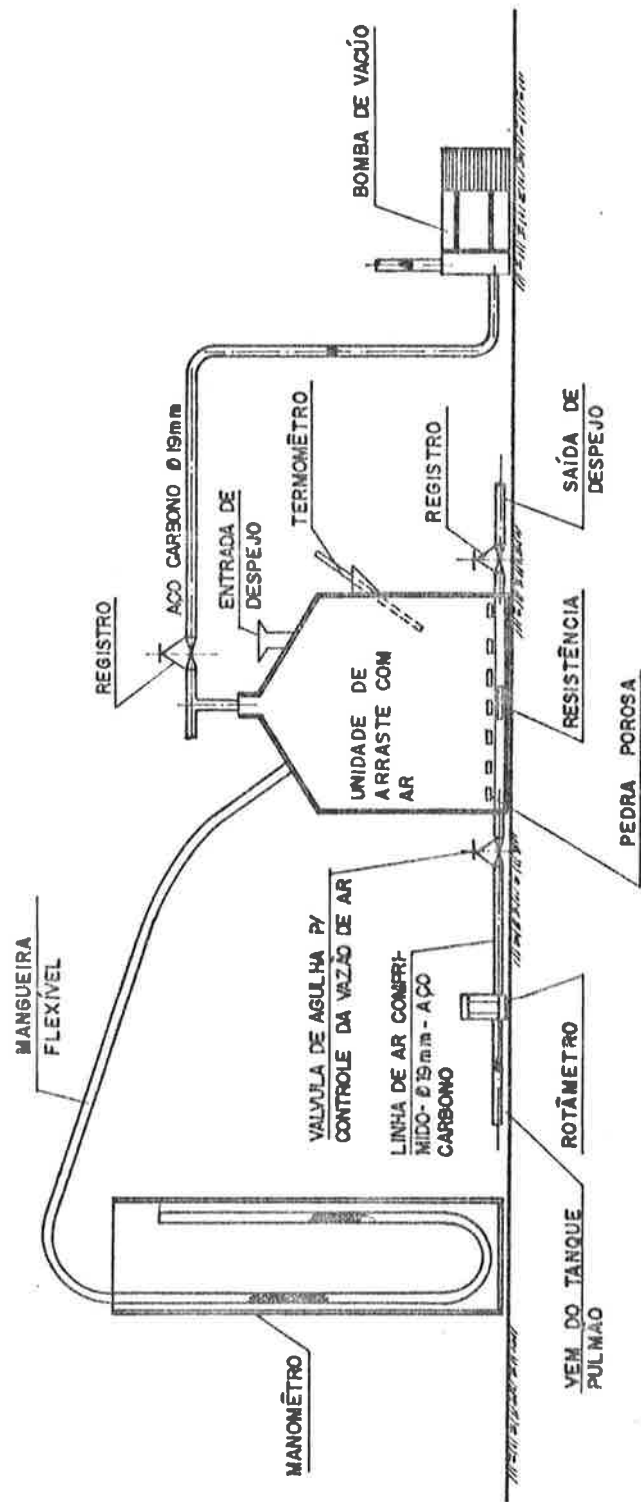 MANGUEIRA
FLEXÍVEL
REGISTRO
AÇO CARBONO Ø 19mm
ENTRADA DE
DESPEJO
TERMOMÊTRO
BOMBA DE VACÚO
MANOMÊTRO
VALVULA DE AGULHA P/
CONTROLE DA VAZÃO DE AR
UNIDADE DE
ARRASTE COM
AR
REGISTRO
LINHA DE AR COMPRI-
MIDO- Ø 19mm - AÇO
CARBONO
VEM DO TANQUE
PULMÃO
ROTÂMETRO
PEDRA POROSA
RESISTÊNCIA
SAÍDA DE
DESPEJO